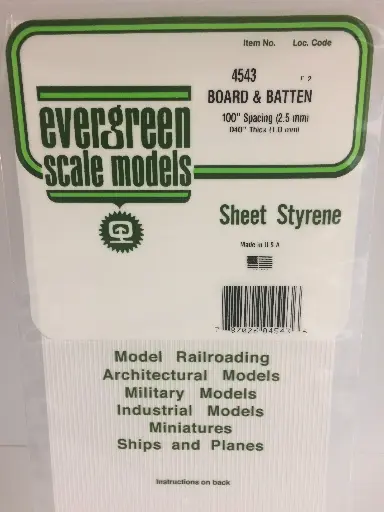 Item No. Loc. Code
4543
BOARD & BATTEN
100" Spacing (2.5 mm)
040" Thick (1.0 mm)
evergreen
scale models
Sheet Styrene
Made in U.S.A
Model Railroading
Architectural Models
Military Models
Industrial Models
Miniatures
Ships and Planes
Instructions on back